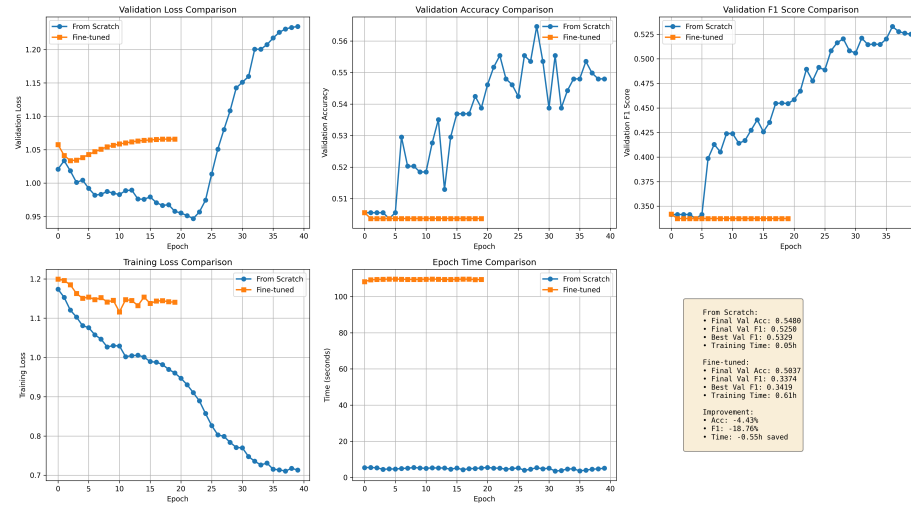 Validation Loss Comparison
From Scratch
Fine-tuned
Validation Loss
1.20
1.15
1.10
1.05
1.00
0.95
0 5 10 15 20 25 30 35 40
Epoch
Validation Accuracy Comparison
From Scratch
Fine-tuned
Validation Accuracy
0.56
0.55
0.54
0.53
0.52
0.51
0 5 10 15 20 25 30 35 40
Epoch
Validation F1 Score Comparison
From Scratch
Fine-tuned
Validation F1 Score
0.525
0.500
0.475
0.450
0.425
0.400
0.375
0.350
0 5 10 15 20 25 30 35
Epoch
Training Loss Comparison
From Scratch
Fine-tuned
Training Loss
1.2
1.1
1.0
0.9
0.8
0.7
0 5 10 15 20 25 30 35 40
Epoch
Epoch Time Comparison
From Scratch
Fine-tuned
Time (seconds)
100
80
60
40
20
0
0 5 10 15 20 25 30 35 40
Epoch
From Scratch:
• Final Val Acc: 0.5480
• Final Val F1: 0.5250
• Best Val F1: 0.5329
• Training Time: 0.05h
Fine-tuned:
• Final Val Acc: 0.5037
• Final Val F1: 0.3374
• Best Val F1: 0.3419
• Training Time: 0.61h
Improvement:
• Acc: -4.43%
• F1: -18.76%
• Time: -0.55h saved